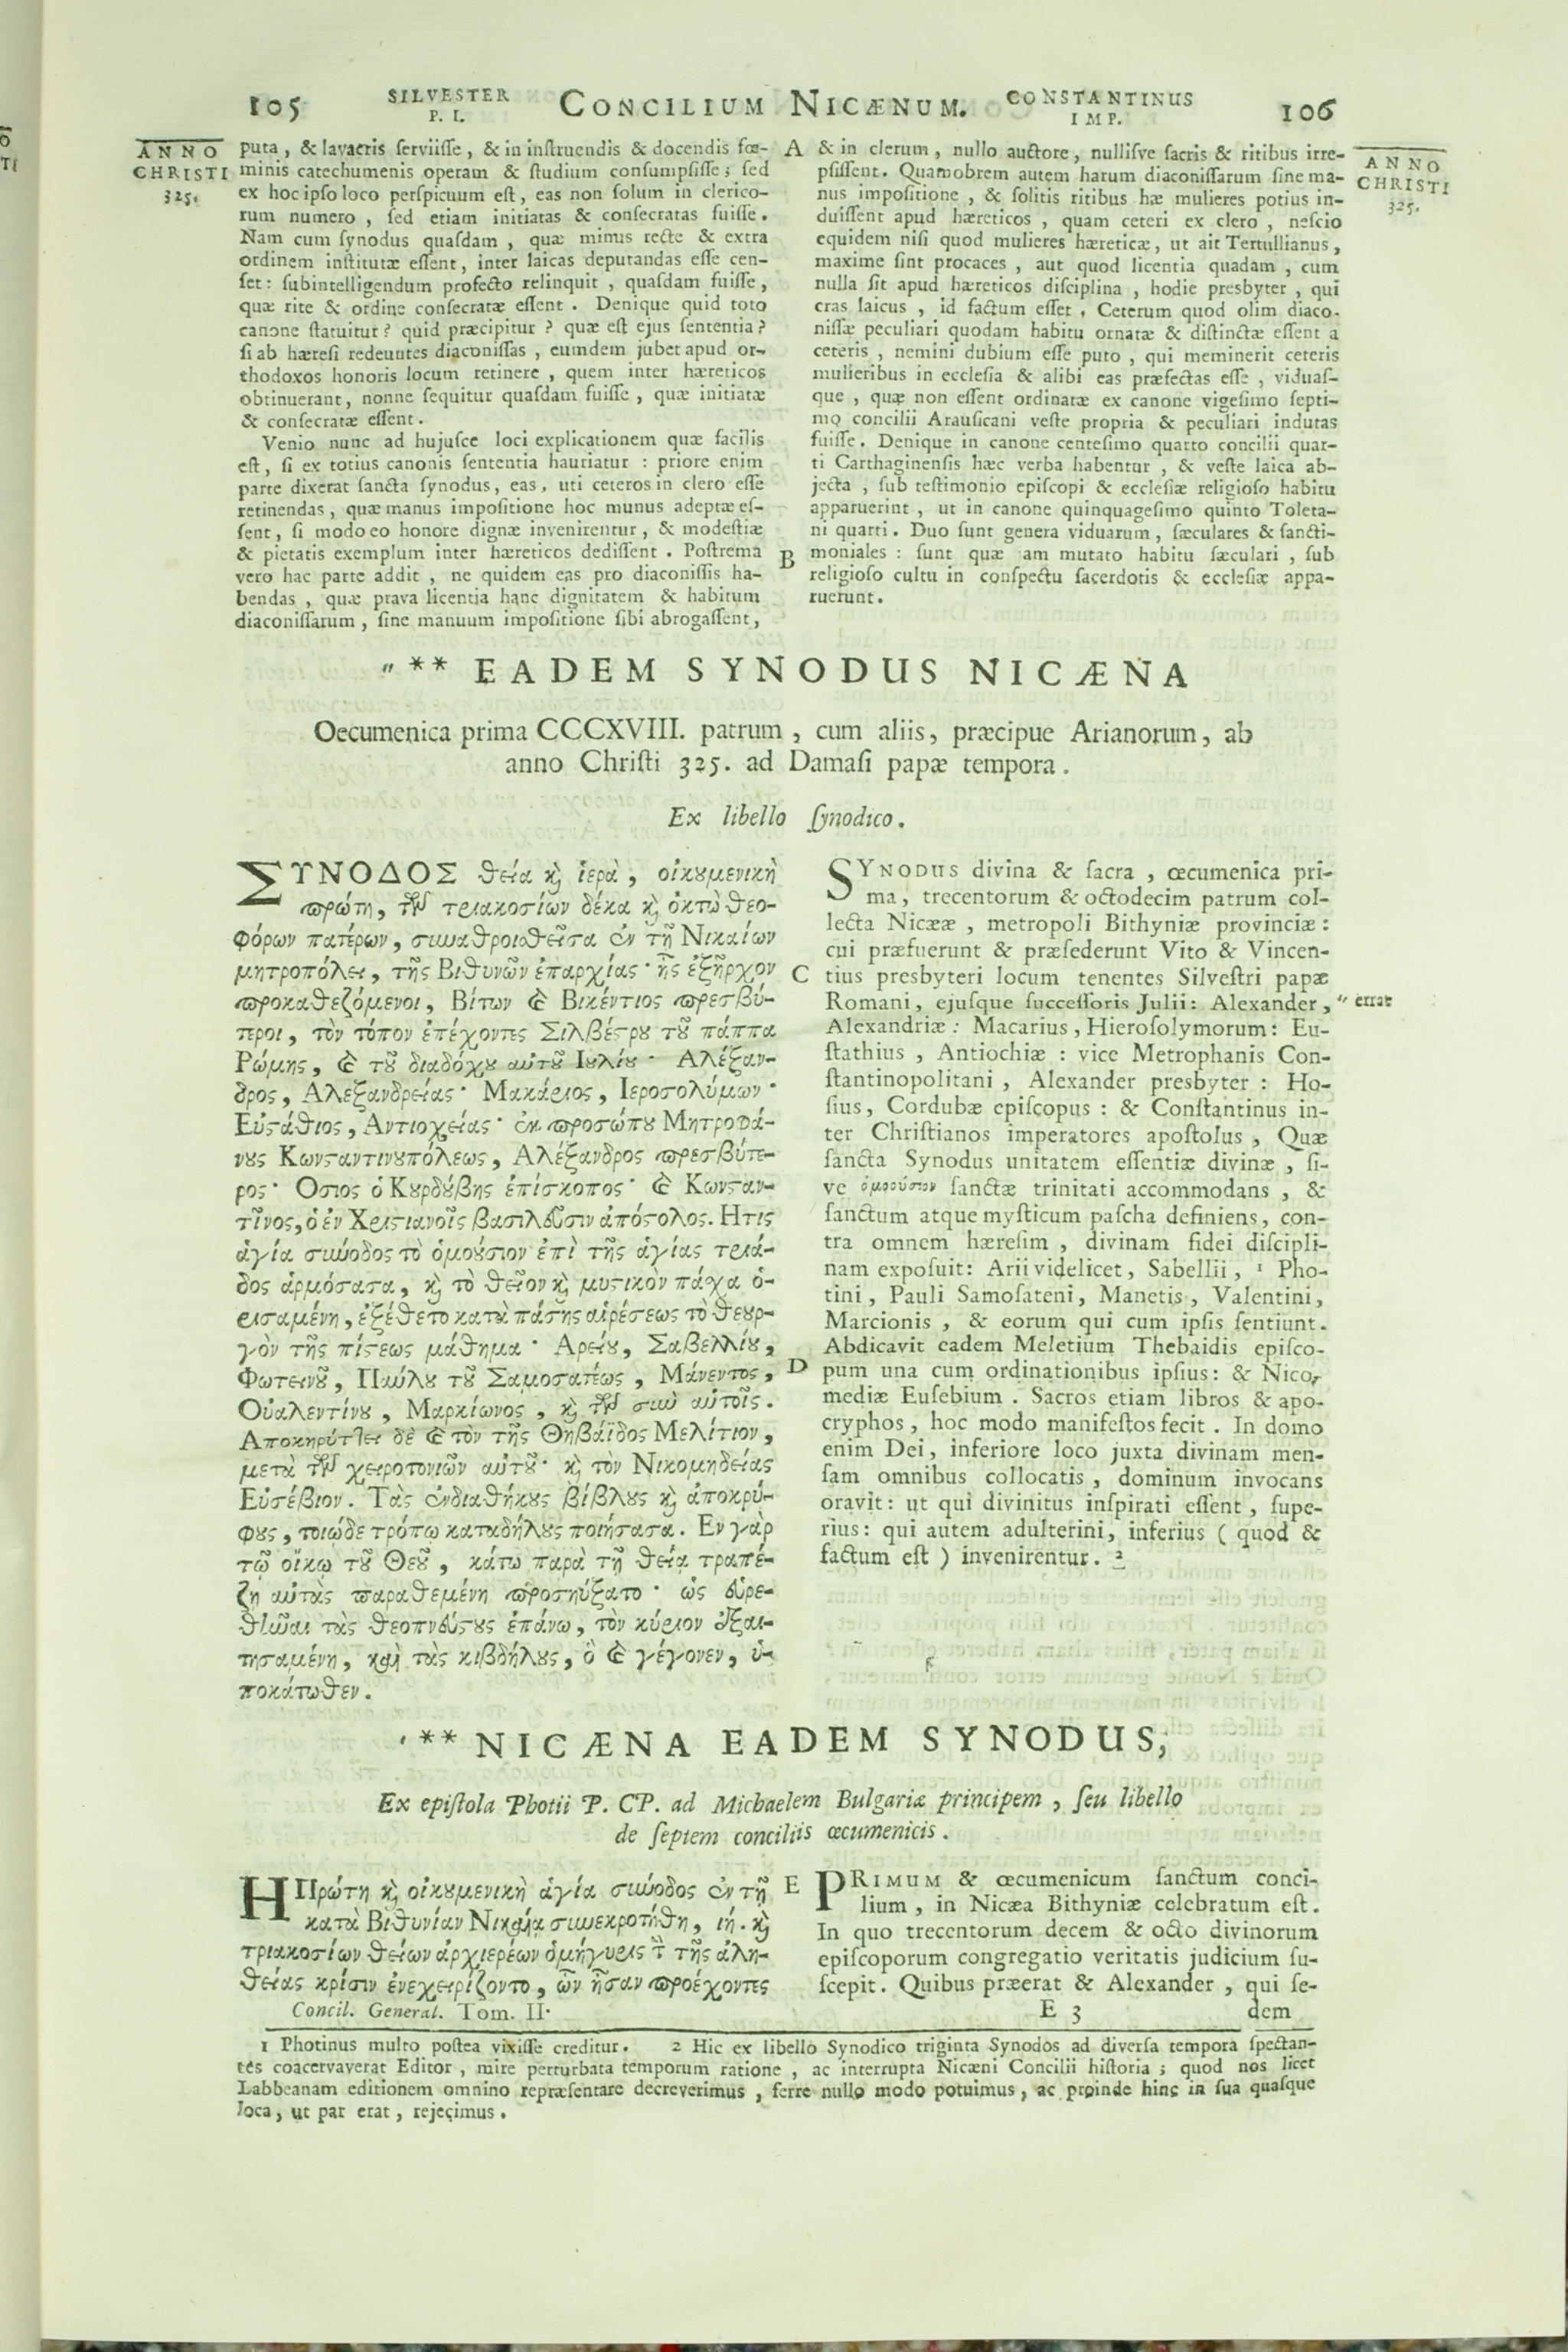 105 SILVESTER P. I. CONCILIUM NICÆNUM. CONSTANTINUS IMP. 106
ANNO CHRISTI 325.
puta, & lavacris ſerviiſſe, & in inſtruendis & docendis fœ-
minis catechumenis operam & ſtudium conſumpſiſſe; ſed
ex hoc ipſo loco perſpicuum eſt, eas non ſolum in clerico-
rum numero, ſed etiam initiatas & conſecratas fuiſſe.
Nam cum ſynodus quaſdam, quæ minus recte & extra
ordinem inſtitutæ eſſent, inter laicas deputandas eſſe cen-
ſet: ſubintelligendum profecto relinquit, quaſdam fuiſſe,
quæ rite & ordine conſecratæ eſſent. Denique quid toto
canone ſtatuitur? quid præcipitur? quæ eſt ejus ſententia?
ſi ab hæreſi redeuntes diaconiſſas, eumdem jubet apud or-
thodoxos honoris locum retinere, quem inter hæreticos
obtinuerant, nonne ſequitur quaſdam fuiſſe, quæ initiatæ
& conſecratæ eſſent.
Venio nunc ad hujuſce loci explicationem quæ facilis
eſt, ſi ex totius canonis ſententia hauriatur: priore enim
parte dixerat ſancta ſynodus, eas, uti ceteros in clero eſſe
retinendas, quæ manus impoſitione hoc munus adeptæ eſ-
ſent, ſi modo eo honore dignæ invenirentur, & modeſtiæ
& pietatis exemplum inter hæreticos dediſſent. Poſtrema
vero hac parte addit, ne quidem eas pro diaconiſſis ha-
bendas, quæ prava licentia hanc dignitatem & habitum
diaconiſſarum, ſine manuum impoſitione ſibi abrogaſſent,
A
B
& in clerum, nullo auctore, nulliſve ſacris & ritibus irre-
pſiſſent. Quamobrem autem harum diaconiſſarum ſine ma-
nus impoſitione, & ſolitis ritibus hæ mulieres potius in-
duiſſent apud hæreticos, quam ceteri ex clero, neſcio
equidem niſi quod mulieres hæreticæ, ut ait Tertullianus,
maxime ſint procaces, aut quod licentia quadam, cum
nulla ſit apud hæreticos diſciplina, hodie presbyter, qui
cras laicus, id factum eſſet. Ceterum quod olim diaco-
niſſæ peculiari quodam habitu ornatæ & diſtinctæ eſſent a
ceteris, nemini dubium eſſe puto, qui meminerit ceteris
mulieribus in eccleſia & alibi eas præfectas eſſe, viduaſ-
que, quæ non eſſent ordinatæ ex canone vigeſimo ſepti-
mo concilii Arauſicani veſte propria & peculiari indutas
fuiſſe. Denique in canone centeſimo quarto concilii quar-
ti Carthaginenſis hæc verba habentur, & veſte laica ab-
jecta, ſub teſtimonio epiſcopi & eccleſiæ religioſo habitu
apparuerint, ut in canone quinquageſimo quinto Toleta-
ni quarti. Duo ſunt genera viduarum, ſæculares & ſancti-
moniales: ſunt quæ am mutato habitu ſæculari, ſub
religioſo cultu in conſpectu ſacerdotis & eccleſiæ appa-
ruerunt.
ANNO CHRISTI 325.
" ** EADEM SYNODUS NICÆNA
Oecumenica prima CCCXVIII. patrum, cum aliis, præcipue Arianorum, ab
anno Chriſti 325. ad Damaſi papæ tempora.
Ex libello ſynodico.
ΣΥΝΟΔΟΣ θεία κỳ ἱερὰ, οἰκουμενικὴ
πρώτη, τῶν τριακοσίων δέκα κỳ ὀκτὼ θεο-
φόρων πατέρων, συναθροισθεῖσα ἐν τῇ Νικαίων
μητροπόλει, τῆς Βιθυνῶν ἐπαρχίας· ἧς ἐξῆρχον
προκαθεζόμενοι, Βίτων καὶ Βικέντιος πρεσβύ-
τεροι, τὸν τόπον ἐπέχοντες Σιλβέστρου τοῦ πάππα
Ρώμης, καὶ τοῦ διαδόχου αὐτοῦ Ιουλίου· Αλέξαν-
δρος, Αλεξανδρείας· Μακάριος, Ιεροσολύμων·
Εὐστάθιος, Αντιοχείας· ἐκ προσώπου Μητροφά-
νους Κωνσταντινουπόλεως, Αλέξανδρος πρεσβύτε-
ρος· Οσιος ὁ Κουρδούβης ἐπίσκοπος· καὶ Κωνσταν-
τῖνος, ὁ ἐν Χριστιανοῖς βασιλεῦσιν ἀπόστολος. Ητις
ἁγία σύνοδος τὸ ὁμοούσιον ἐπὶ τῆς ἁγίας τριά-
δος ἁρμόσασα, κỳ τὸ θεῖον κỳ μυστικὸν πάσχα ὁ-
ρισαμένη, ἐξέθετο κατὰ πάσης αἱρέσεως τὸ θεουρ-
γὸν τῆς πίστεως μάθημα· Αρείου, Σαβελλίου,
Φωτεινοῦ, Παύλου τοῦ Σαμοσατέως, Μάνεντος,
Οὐαλεντίνου, Μαρκίωνος, κỳ τῶν σὺν αὐτοῖς.
Αποκηρύττει δὲ καὶ τὸν τῆς Θηβαΐδος Μελίτιον,
μετὰ τῶν χειροτονιῶν αὐτοῦ· κỳ τὸν Νικομηδείας
Εὐσέβιον. Τὰς ἐνδιαθήκους βίβλους κỳ ἀποκρύ-
φους, τοιῷδε τρόπῳ καταδήλους ποιήσασα. Εν γὰρ
τῷ οἴκῳ τοῦ Θεοῦ, κάτω παρὰ τῇ θείᾳ τραπέ-
ζῃ αὐτὰς παραθεμένη προσηύξατο· ὡς εὑρε-
θῆναι τὰς θεοπνεύστους ἐπάνω, τὸν κύριον ἐξαι-
τησαμένη, καὶ τὰς κιβδήλους, ὃ καὶ γέγονεν, ὑ-
ποκάτωθεν.
C
D
SYNODUS divina & ſacra, œcumenica pri-
ma, trecentorum & octodecim patrum col-
lecta Nicææ, metropoli Bithyniæ provinciæ:
cui præfuerunt & præſederunt Vito & Vincen-
tius presbyteri locum tenentes Silveſtri papæ
Romani, ejuſque ſucceſſoris Julii: Alexander, " errat
Alexandriæ: Macarius, Hieroſolymorum: Eu-
ſtathius, Antiochiæ: vice Metrophanis Con-
ſtantinopolitani, Alexander presbyter: Ho-
ſius, Cordubæ epiſcopus: & Conſtantinus in-
ter Chriſtianos imperatores apoſtolus, Quæ
ſancta Synodus unitatem eſſentiæ divinæ, ſi-
ve ὁμοούσιον ſanctæ trinitati accommodans, &
ſanctum atque myſticum paſcha definiens, con-
tra omnem hæreſim, divinam fidei diſcipli-
nam expoſuit: Arii videlicet, Sabellii, 1 Pho-
tini, Pauli Samoſateni, Manetis, Valentini,
Marcionis, & eorum qui cum ipſis ſentiunt.
Abdicavit eadem Meletium Thebaidis epiſco-
pum una cum ordinationibus ipſius: & Nico-
mediæ Euſebium. Sacros etiam libros & apo-
cryphos, hoc modo manifeſtos fecit. In domo
enim Dei, inferiore loco juxta divinam men-
ſam omnibus collocatis, dominum invocans
oravit: ut qui divinitus inſpirati eſſent, ſupe-
rius: qui autem adulterini, inferius (quod &
factum eſt) invenirentur. 2
' ** NICÆNA EADEM SYNODUS,
Ex epiſtola Photii P. CP. ad Michaelem Bulgariæ principem, ſeu libello
de ſeptem conciliis œcumenicis.
Η Πρώτη κỳ οἰκουμενικὴ ἁγία σύνοδος ἐν τῇ
κατὰ Βιθυνίαν Νικαίᾳ συνεκροτήθη, ιή. κỳ
τριακοσίων θείων ἀρχιερέων ὁμήγυρις τὴν τῆς ἀλη-
θείας κρίσιν ἐνεχειρίζοντο, ὧν ἦσαν προέχοντες
E
PRIMUM & œcumenicum ſanctum conci-
lium, in Nicæa Bithyniæ celebratum eſt.
In quo trecentorum decem & octo divinorum
epiſcoporum congregatio veritatis judicium ſu-
ſcepit. Quibus præerat & Alexander, qui ſe-
Concil. General. Tom. II. E 3 dem
1 Photinus multo poſtea vixiſſe creditur. 2 Hic ex libello Synodico triginta Synodos ad diverſa tempora ſpectan-
tes coacervaverat Editor, mire perturbata temporum ratione, ac interrupta Nicæni Concilii hiſtoria; quod nos licet
Labbeanam editionem omnino repræſentare decreverimus, ferre nullo modo potuimus, ac proinde hinc in ſua quaſque
loca, ut par erat, rejecimus.